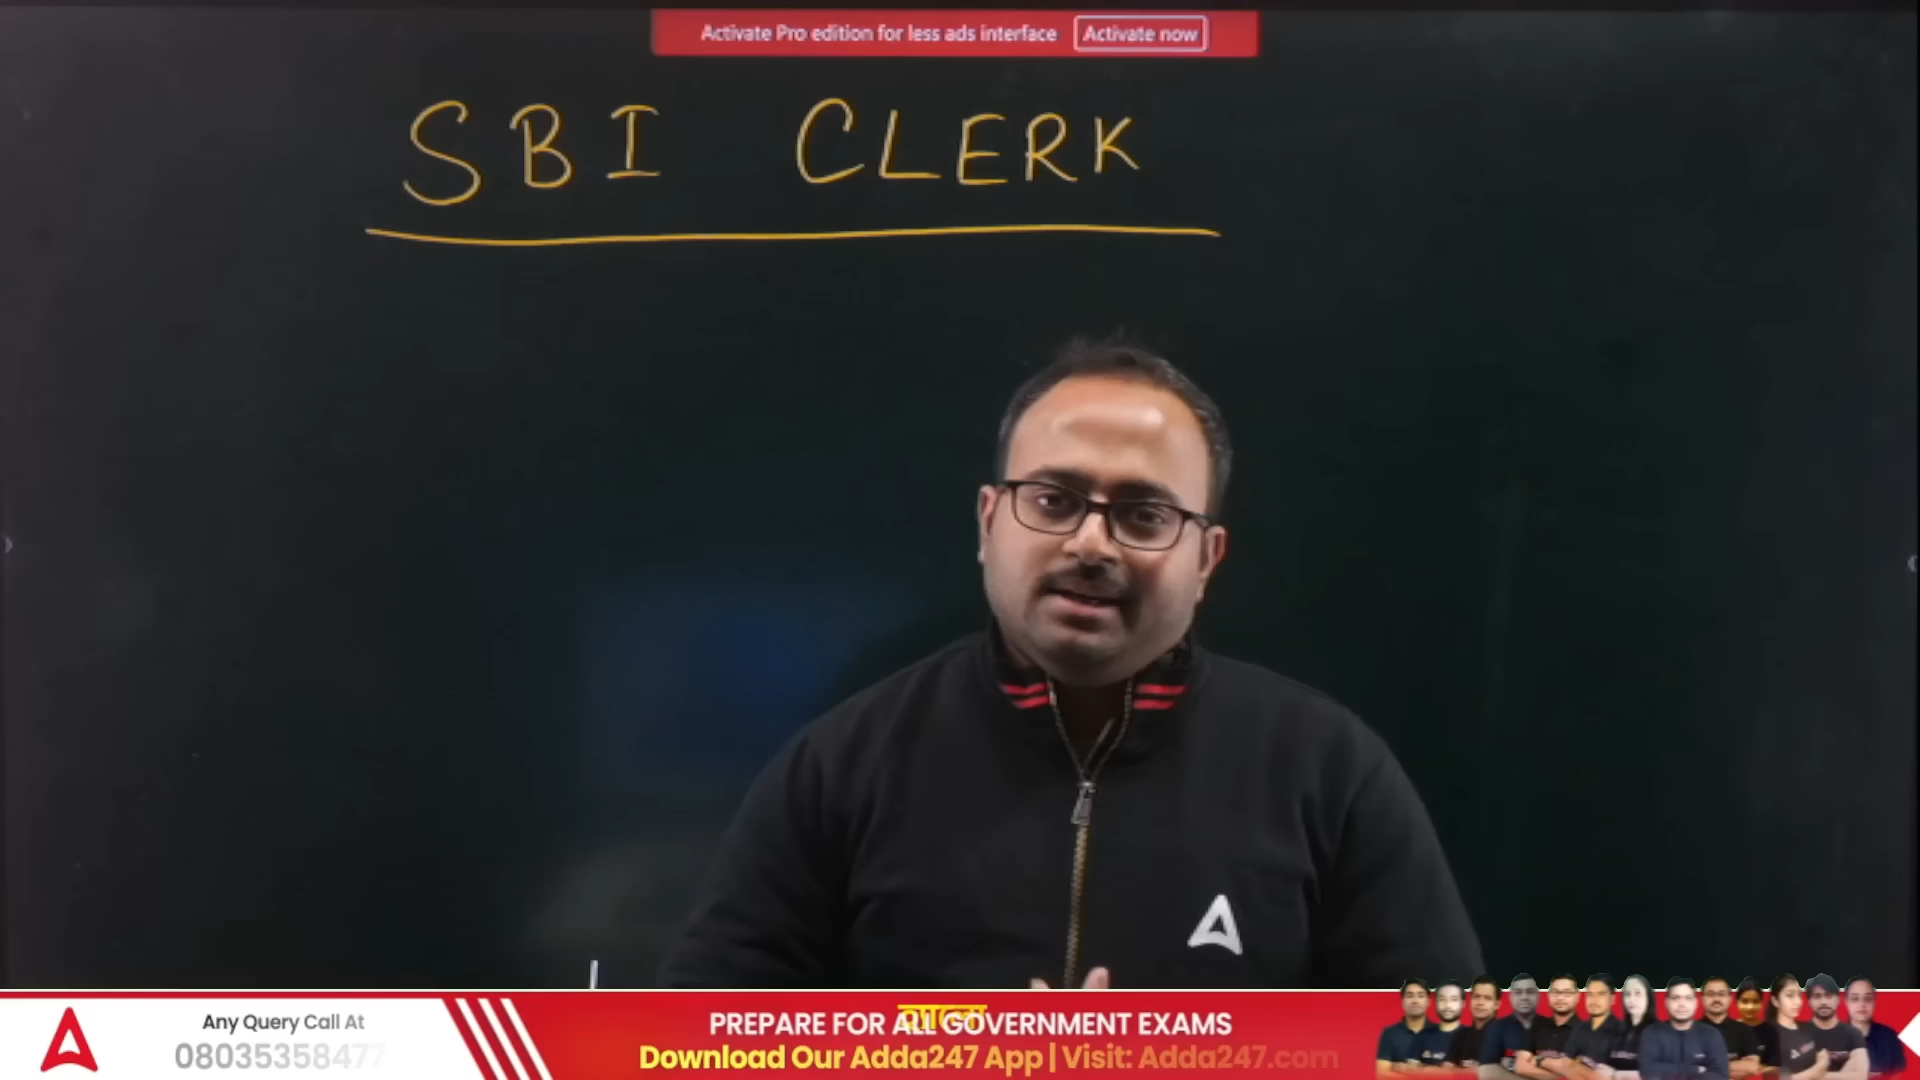 Activate Pro edition for less ads interface Activate now
SBI CLERK
Any Query Call At
08035358477
PREPARE FOR ALL GOVERNMENT EXAMS
Download Our Adda247 App | Visit: Adda247.com